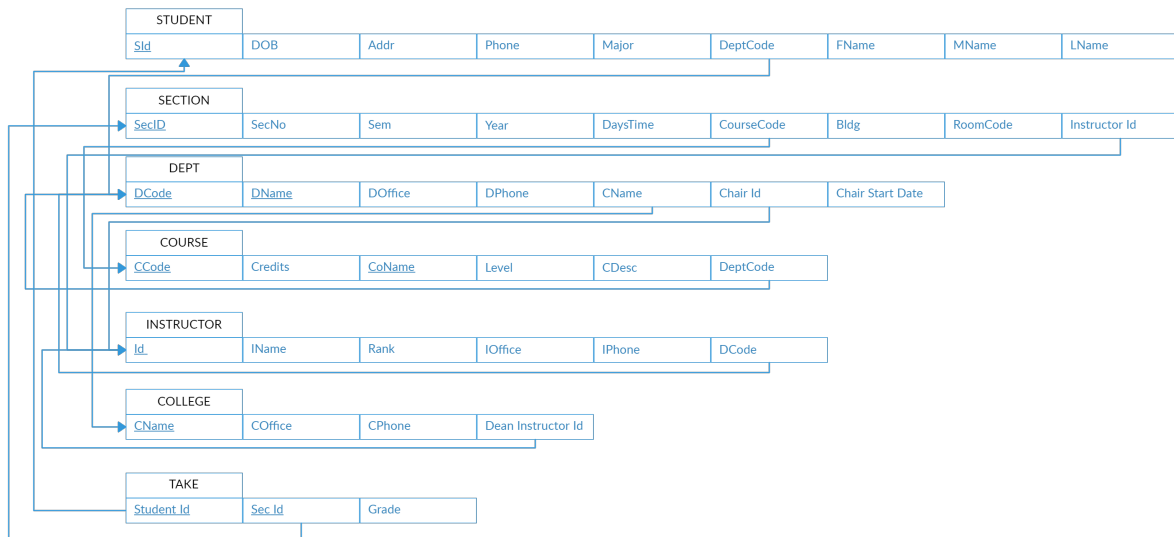 STUDENT
SId DOB Addr Phone Major DeptCode FName MName LName
SECTION
SecID SecNo Sem Year DaysTime CourseCode Bldg RoomCode Instructor Id
DEPT
DCode DName DOffice DPhone CName Chair Id Chair Start Date
COURSE
CCode Credits CoName Level CDesc DeptCode
INSTRUCTOR
Id IName Rank IOffice IPhone DCode
COLLEGE
CName COffice CPhone Dean Instructor Id
TAKE
Student Id Sec Id Grade